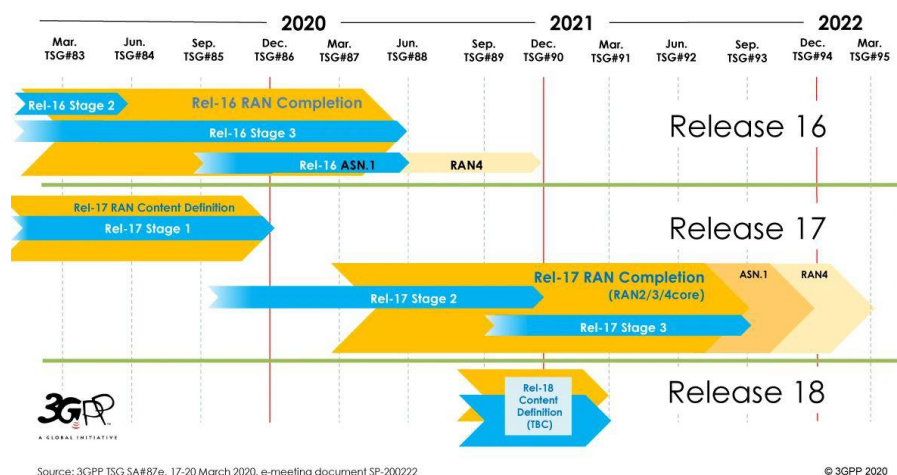 2020
2021
2022
Mar.
TSG#83
Jun.
TSG#84
Sep.
TSG#85
Dec.
TSG#86
Mar.
TSG#87
Jun.
TSG#88
Sep.
TSG#89
Dec.
TSG#90
Mar.
TSG#91
Jun.
TSG#92
Sep.
TSG#93
Dec.
TSG#94
Mar.
TSG#95
Rel-16 RAN Completion
Rel-16 Stage 2
Rel-16 Stage 3
Release 16
Rel-16 ASN.1
RAN4
Rel-17 RAN Content Definition
Rel-17 Stage 1
Release 17
Rel-17 RAN Completion
(RAN2/3/4core)
ASN.1
RAN4
Rel-17 Stage 2
Rel-17 Stage 3
Rel-18
Content
Definition
(TBC)
Release 18
3GPP
A GLOBAL INITIATIVE
Source: 3GPP TSG SA#87e, 17-20 March 2020, e-meeting document SP-200222
© 3GPP 2020